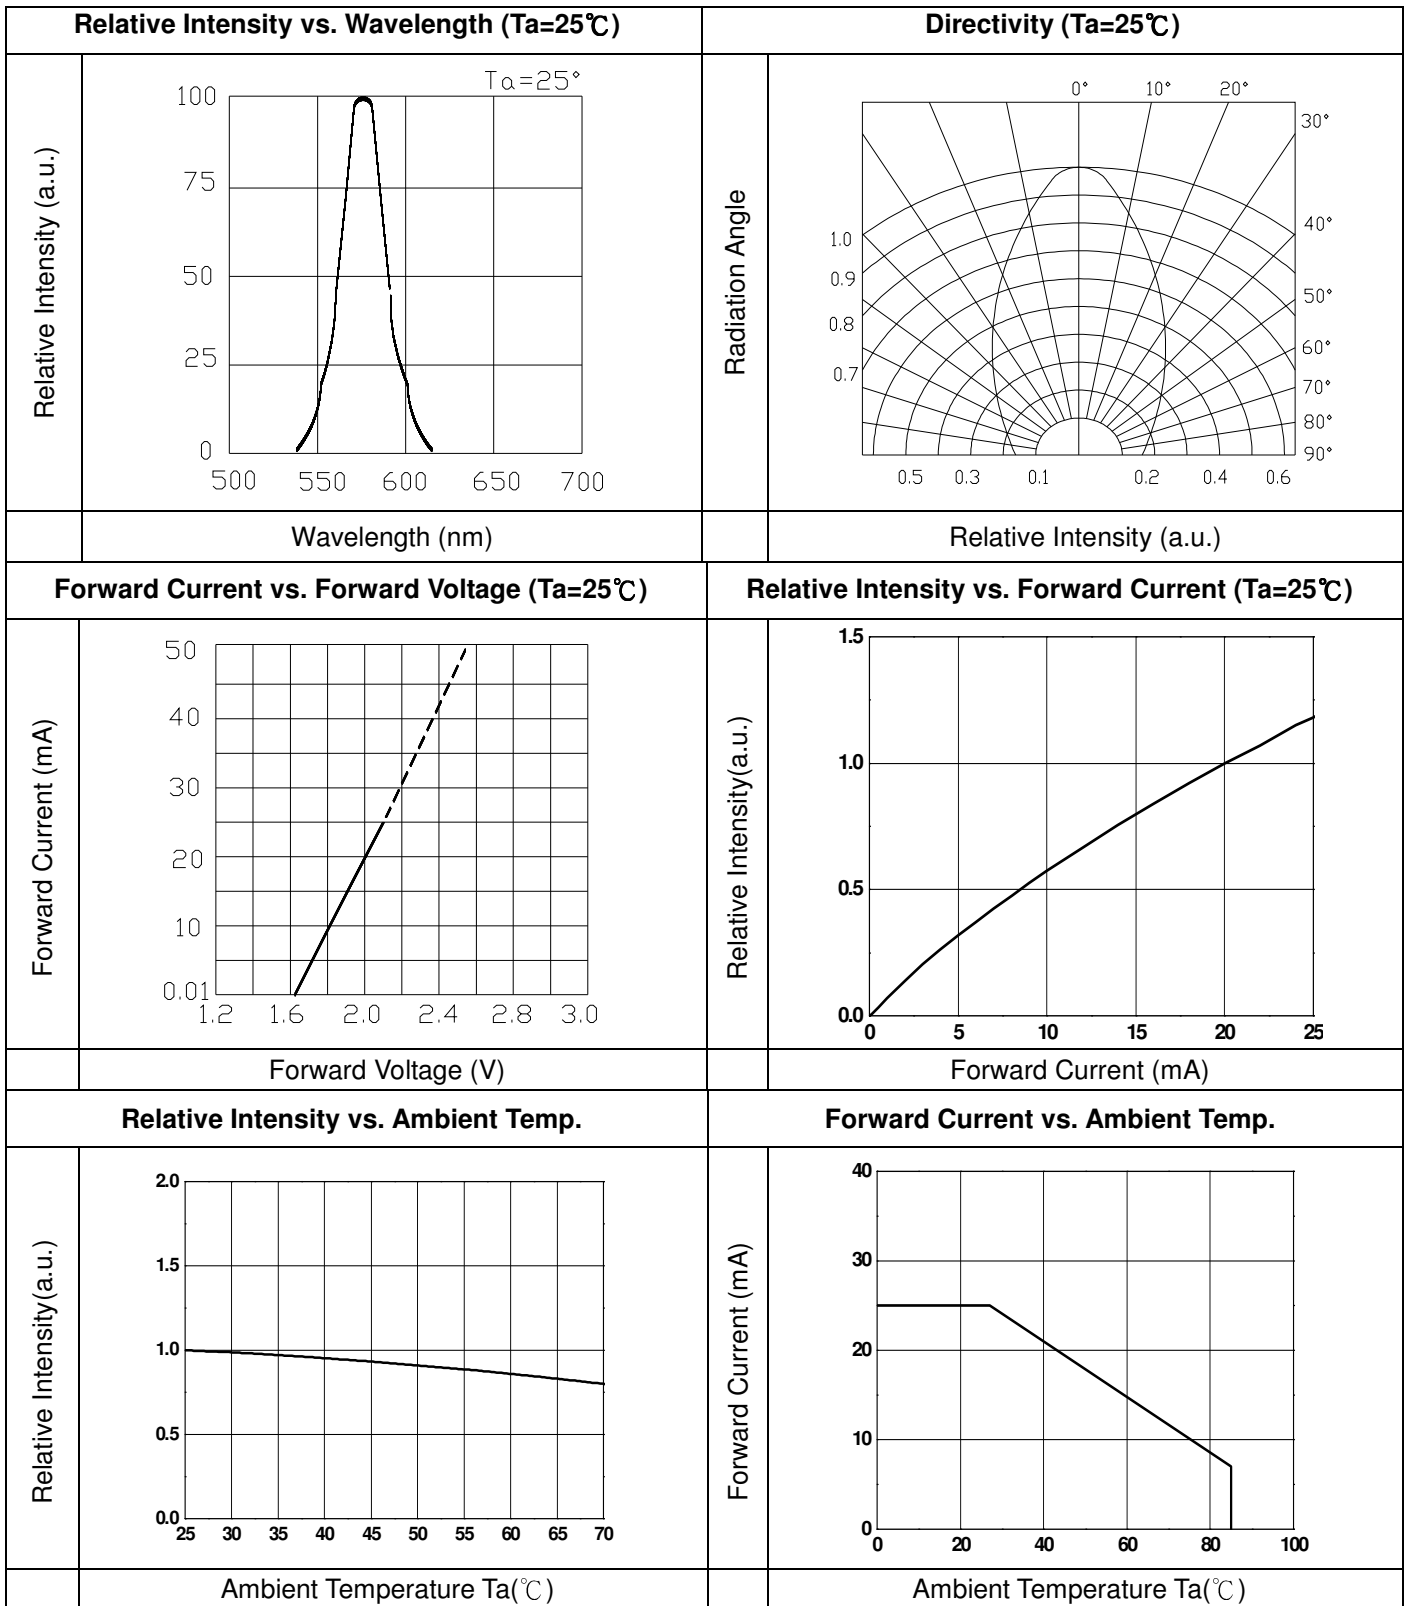 Relative Intensity vs. Wavelength (Ta=25℃)
Directivity (Ta=25℃)
Relative Intensity (a.u.)
Ta=25°
100
75
50
25
0
500 550 600 650 700
Wavelength (nm)
Radiation Angle
0° 10° 20°
30°
40°
50°
60°
70°
80°
90°
1.0
0.9
0.8
0.7
0.5 0.3 0.1 0.2 0.4 0.6
Relative Intensity (a.u.)
Forward Current vs. Forward Voltage (Ta=25℃)
Relative Intensity vs. Forward Current (Ta=25℃)
Forward Current (mA)
50
40
30
20
10
0.01
1.2 1.6 2.0 2.4 2.8 3.0
Forward Voltage (V)
Relative Intensity(a.u.)
1.5
1.0
0.5
0.0
0 5 10 15 20 25
Forward Current (mA)
Relative Intensity vs. Ambient Temp.
Forward Current vs. Ambient Temp.
Relative Intensity(a.u.)
2.0
1.5
1.0
0.5
0.0
25 30 35 40 45 50 55 60 65 70
Ambient Temperature Ta(℃)
Forward Current (mA)
40
30
20
10
0
0 20 40 60 80 100
Ambient Temperature Ta(℃)